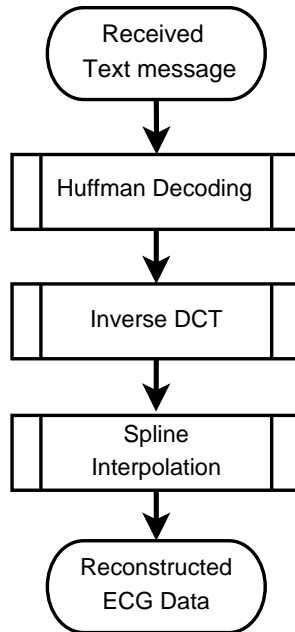 Received
Text message
Huffman Decoding
Inverse DCT
Spline
Interpolation
Reconstructed
ECG Data